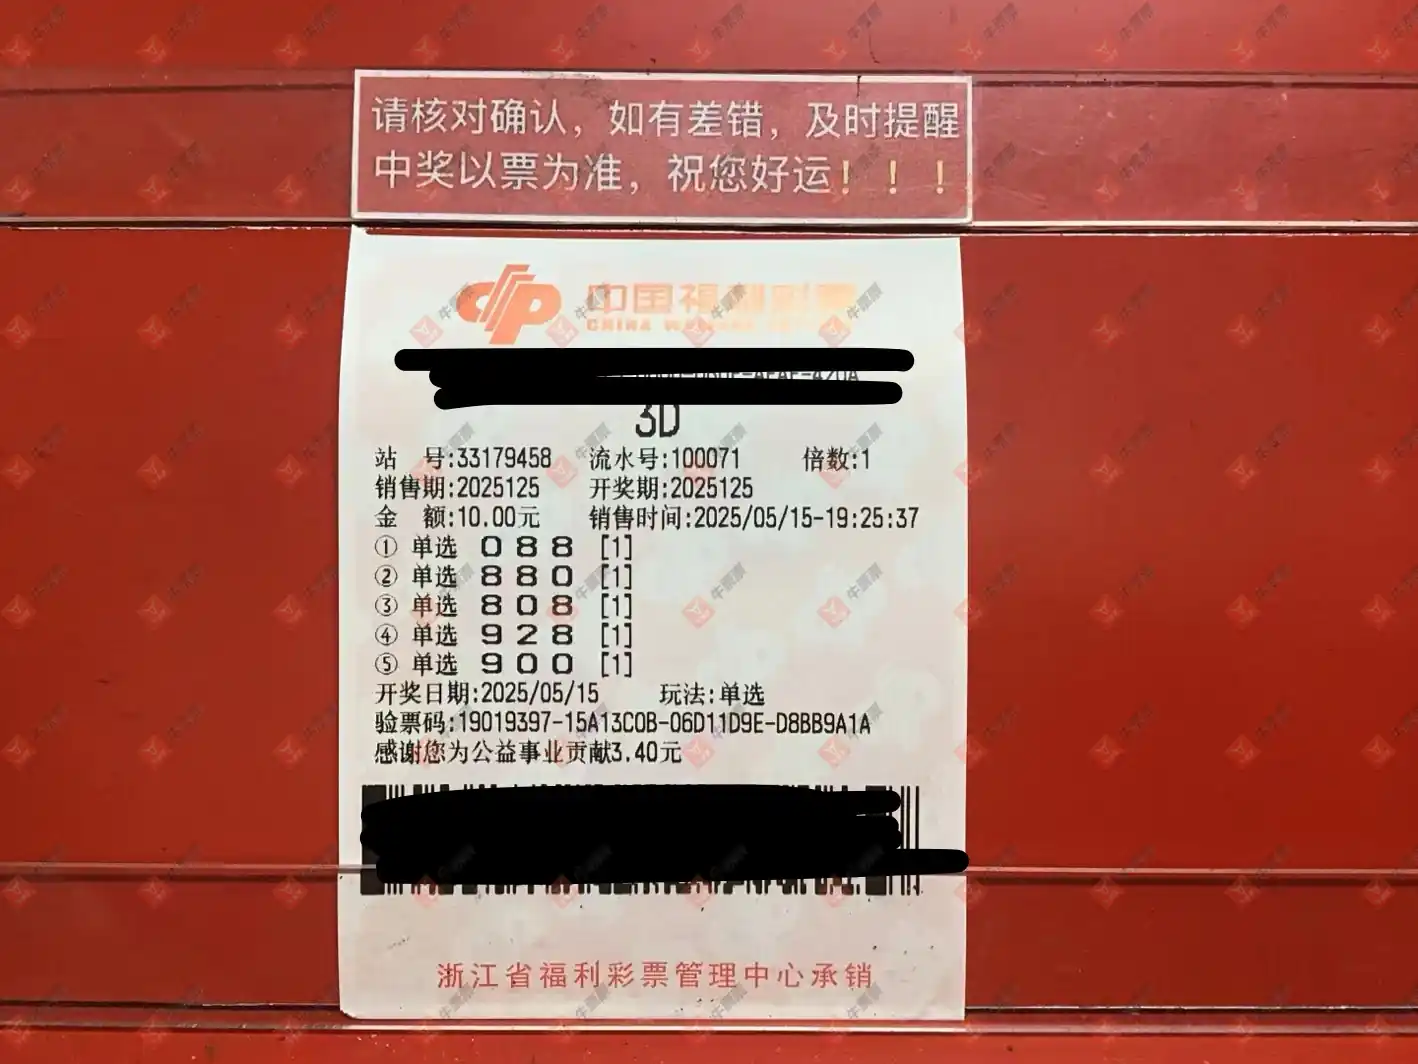 请核对确认，如有差错，及时提醒
中奖以票为准，祝您好运！！！
中国福利彩票
CHINA
3D
站 号:33179458 流水号:100071 倍数:1
销售期:2025125 开奖期:2025125
金 额:10.00元 销售时间:2025/05/15-19:25:37
① 单选 0 8 8 [1]
② 单选 8 8 0 [1]
③ 单选 8 0 8 [1]
④ 单选 9 2 8 [1]
⑤ 单选 9 0 0 [1]
开奖日期:2025/05/15 玩法:单选
验票码:19019397-15A13C0B-06D11D9E-D8BB9A1A
感谢您为公益事业贡献3.40元
浙江省福利彩票管理中心承销
牛票票